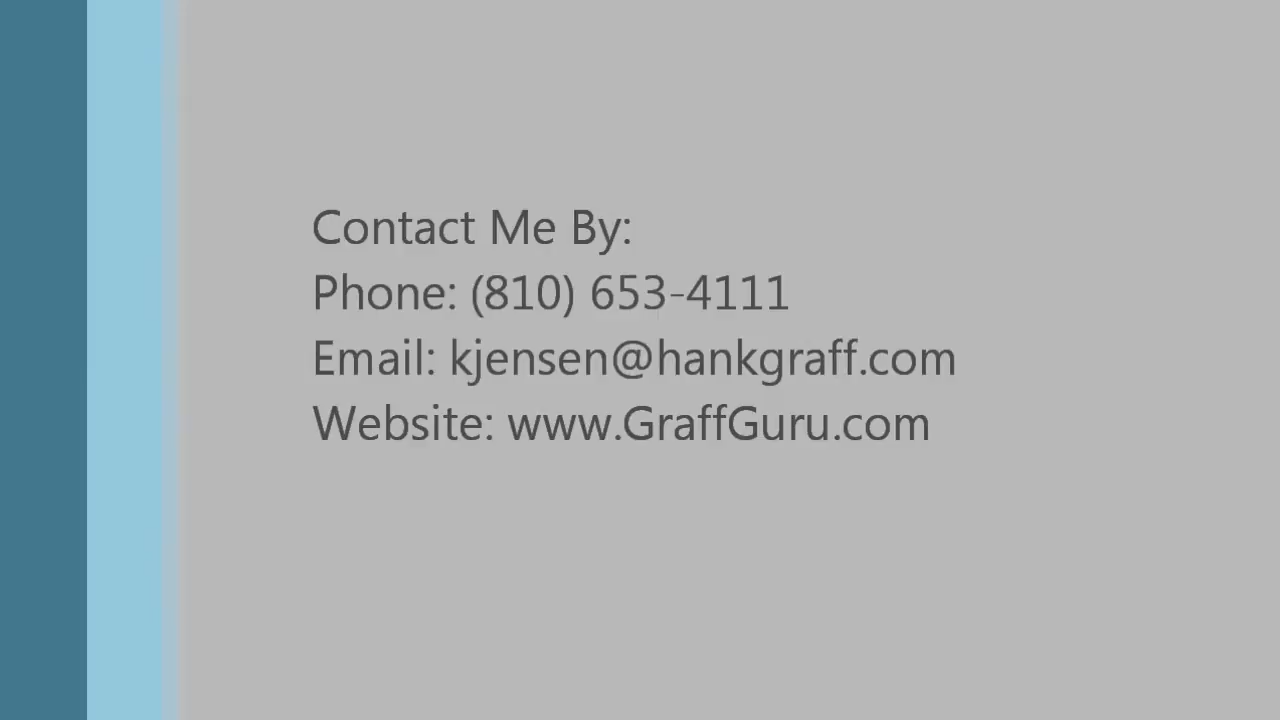 Contact Me By:
Phone: (810) 653-4111
Email: kjensen@hankgraff.com
Website: www.GraffGuru.com